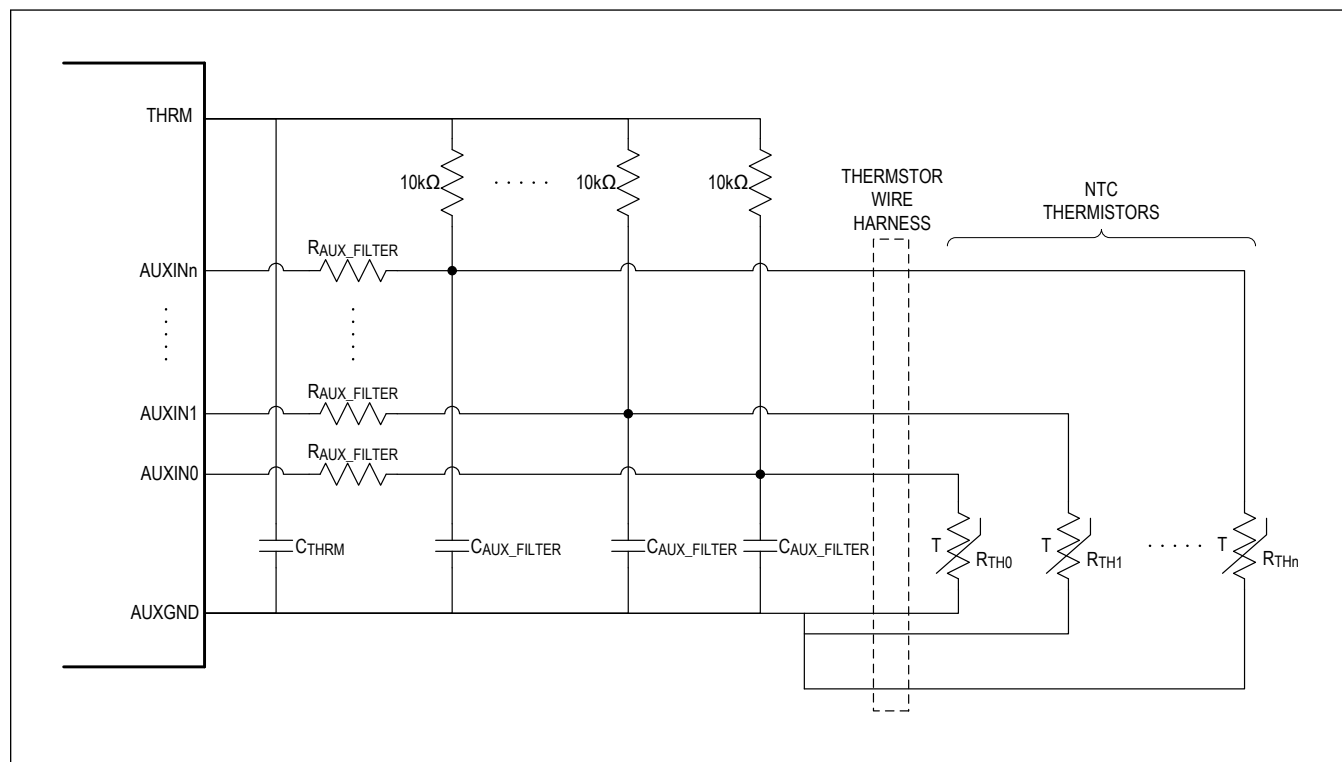 THRM
10kΩ
10kΩ
10kΩ
THERMSTOR
WIRE
HARNESS
NTC
THERMISTORS
RAUX_FILTER
AUXINn
RAUX_FILTER
AUXIN1
RAUX_FILTER
AUXIN0
CTHRM
CAUX_FILTER
CAUX_FILTER
CAUX_FILTER
T
RTH0
T
RTH1
T
RTHn
AUXGND